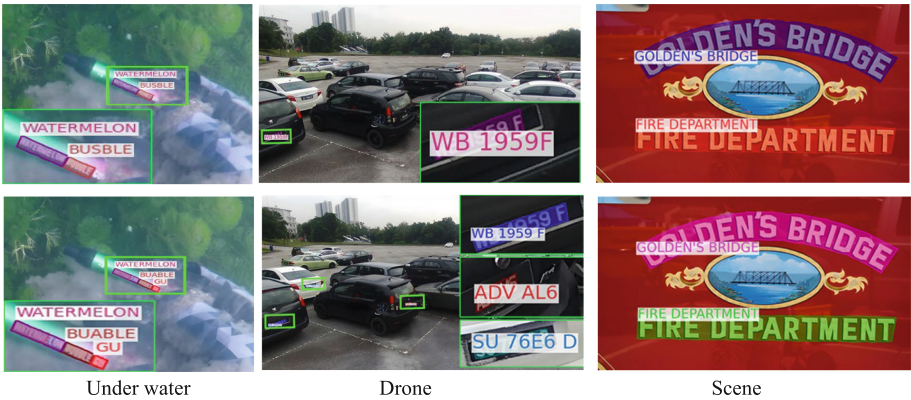 WATERMELON
BUSBLE
WATERMELON
BUSBLE
WB 1959F
WB 1959F
GOLDEN'S BRIDGE
GOLDEN'S BRIDGE
FIRE DEPARTMENT
FIRE DEPARTMENT
WATERMELON
BUABLE
GU
WATERMELON
BUABLE
GU
WB 1959 F
ADV AL6
SU 76E6 D
GOLDEN'S BRIDGE
GOLDEN'S BRIDGE
FIRE DEPARTMENT
FIRE DEPARTMENT
Under water
Drone
Scene